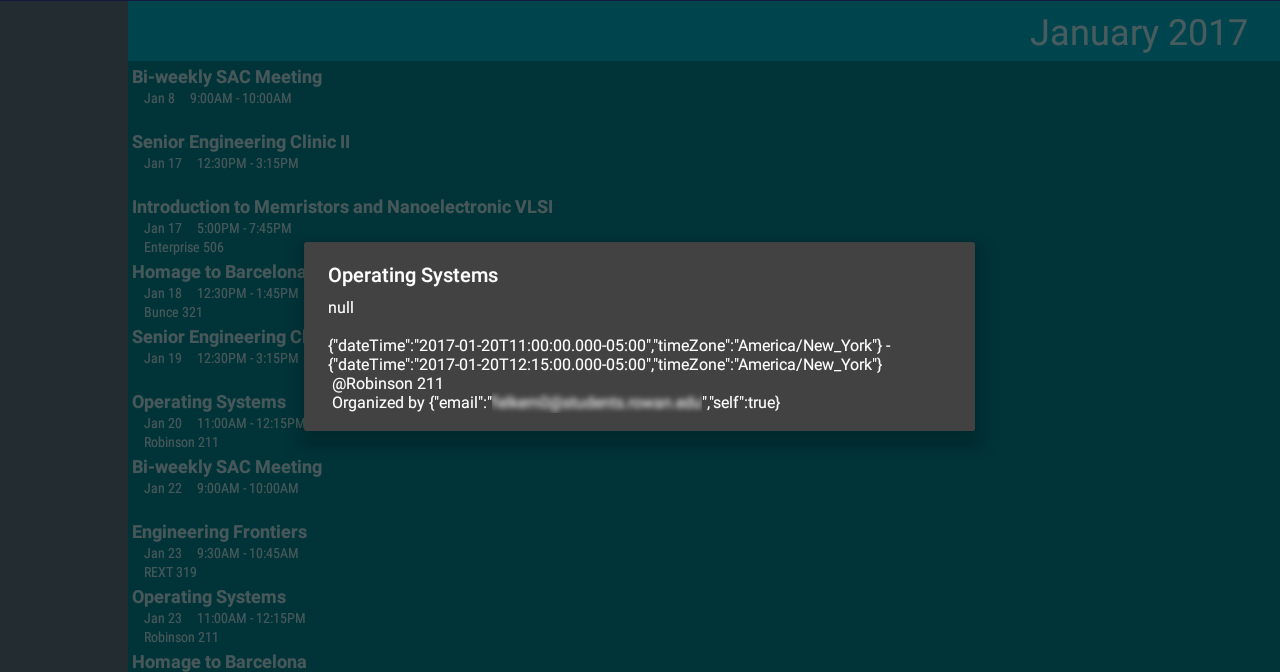 January 2017
Bi-weekly SAC Meeting
Jan 8 9:00AM - 10:00AM
Senior Engineering Clinic II
Jan 17 12:30PM - 3:15PM
Introduction to Memristors and Nanoelectronic VLSI
Jan 17 5:00PM - 7:45PM
Enterprise 506
Homage to Barcelona
Jan 18 12:30PM - 1:45PM
Bunce 321
Senior Engineering
Jan 19 12:30PM - 3:15PM
Operating Systems
Jan 20 11:00AM - 12:15PM
Robinson 211
Bi-weekly SAC Meeting
Jan 22 9:00AM - 10:00AM
Engineering Frontiers
Jan 23 9:30AM - 10:45AM
REXT 319
Operating Systems
Jan 23 11:00AM - 12:15PM
Robinson 211
Homage to Barcelona
Operating Systems
null
{"dateTime":"2017-01-20T11:00:00.000-05:00","timeZone":"America/New_York"} -
{"dateTime":"2017-01-20T12:15:00.000-05:00","timeZone":"America/New_York"}
@Robinson 211
Organized by {"email":"","self":true}